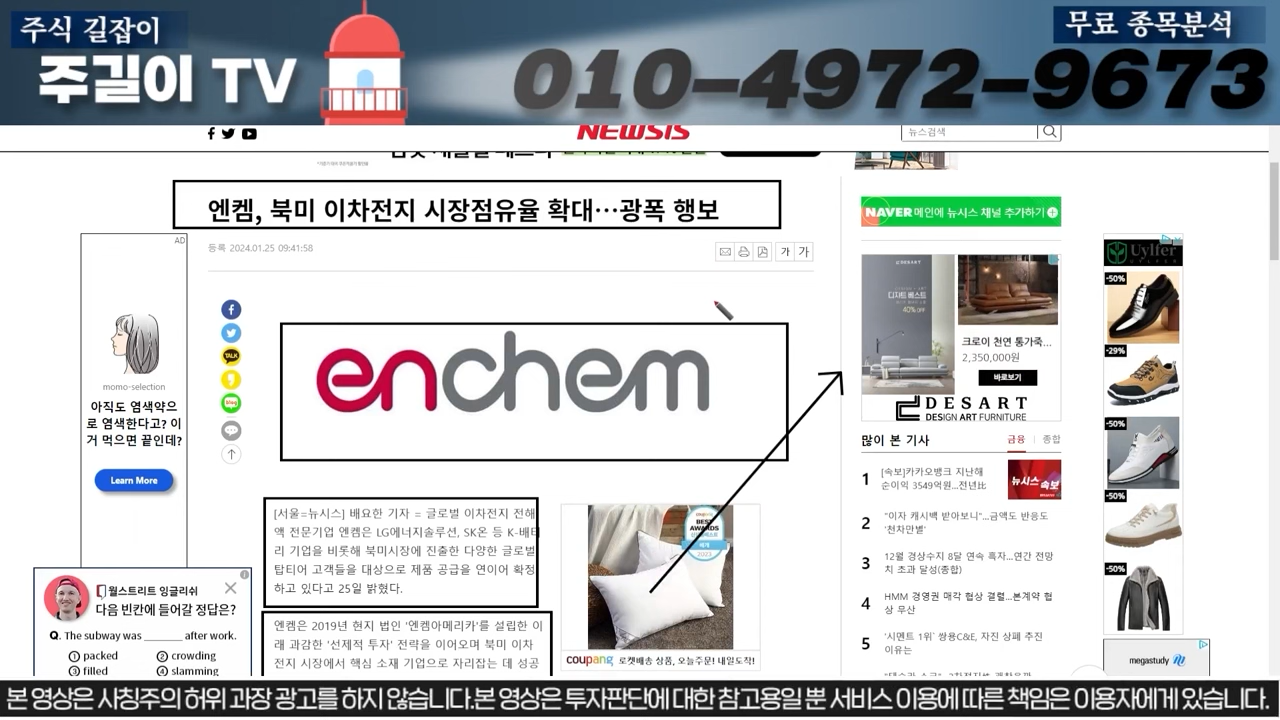 주식 길잡이
주길이 TV
무료 종목분석
010-4972-9673
NEWSIS
뉴스검색
엔켐, 북미 이차전지 시장점유율 확대…광폭 행보
등록 2024.01.25 09:41:58
가 가
AD
momo-selection
아직도 염색약으
로 염색한다고? 이
거 먹으면 끝인데?
Learn More
TALK
blog
enchem
[서울=뉴시스] 배요한 기자 = 글로벌 이차전지 전해
액 전문기업 엔켐은 LG에너지솔루션, SK온 등 K-배터
리 기업을 비롯해 북미시장에 진출한 다양한 글로벌
탑티어 고객들을 대상으로 제품 공급을 연이어 확정
하고 있다고 25일 밝혔다.
엔켐은 2019년 현지 법인 '엔켐아메리카'를 설립한 이
래 과감한 '선제적 투자' 전략을 이어오며 북미 이차
전지 시장에서 핵심 소재 기업으로 자리잡는 데 성공
coupang
BEST
AWARDS
2023
coupang 로켓배송 상품, 오늘주문! 내일도착!
월스트리트 잉글리쉬
다음 빈칸에 들어갈 정답은?
Q. The subway was ______ after work.
① packed ② crowding
③ filled ④ slamming
NAVER 메인에 뉴시스 채널 추가하기
DESART
디자트 베스트
40%
크로이 천연 통가죽...
2,350,000원
바로보기
DESART
DESIGN ART FURNITURE
많이 본 기사 금융 종합
1 [속보]카카오뱅크 지난해
순이익 3549억원…전년比
뉴시스 속보
2 "이자 캐시백 받아보니"…금액도 반응도
'천차만별'
3 12월 경상수지 8달 연속 흑자…연간 전망
치 초과 달성(종합)
4 HMM 경영권 매각 협상 결렬…본계약 협
상 무산
5 '시멘트 1위' 쌍용C&E, 자진 상폐 추진
이유는
Uylfer
-50%
-29%
-50%
-50%
-50%
megastudy
본 영상은 사칭주의 허위 과장 광고를 하지 않습니다.본 영상은 투자판단에 대한 참고용일 뿐 서비스 이용에 따른 책임은 이용자에게 있습니다.